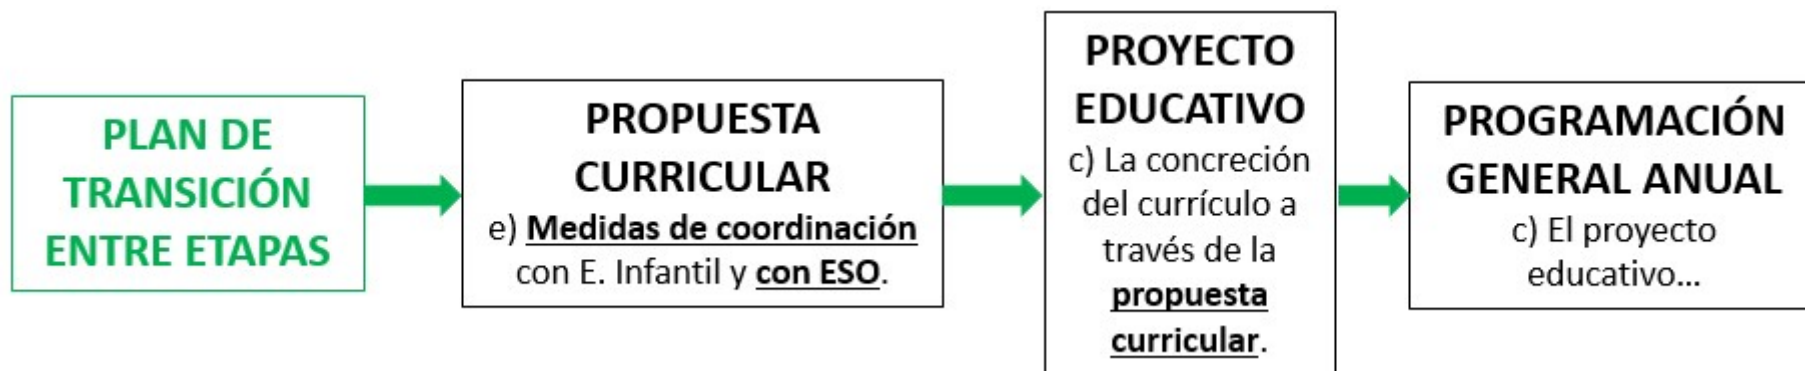 PLAN DE
TRANSICIÓN
ENTRE ETAPAS
PROPUESTA
CURRICULAR
e) Medidas de coordinación
con E. Infantil y con ESO.
PROYECTO
EDUCATIVO
c) La concreción
del currículo a
través de la
propuesta
curricular.
PROGRAMACIÓN
GENERAL ANUAL
c) El proyecto
educativo...